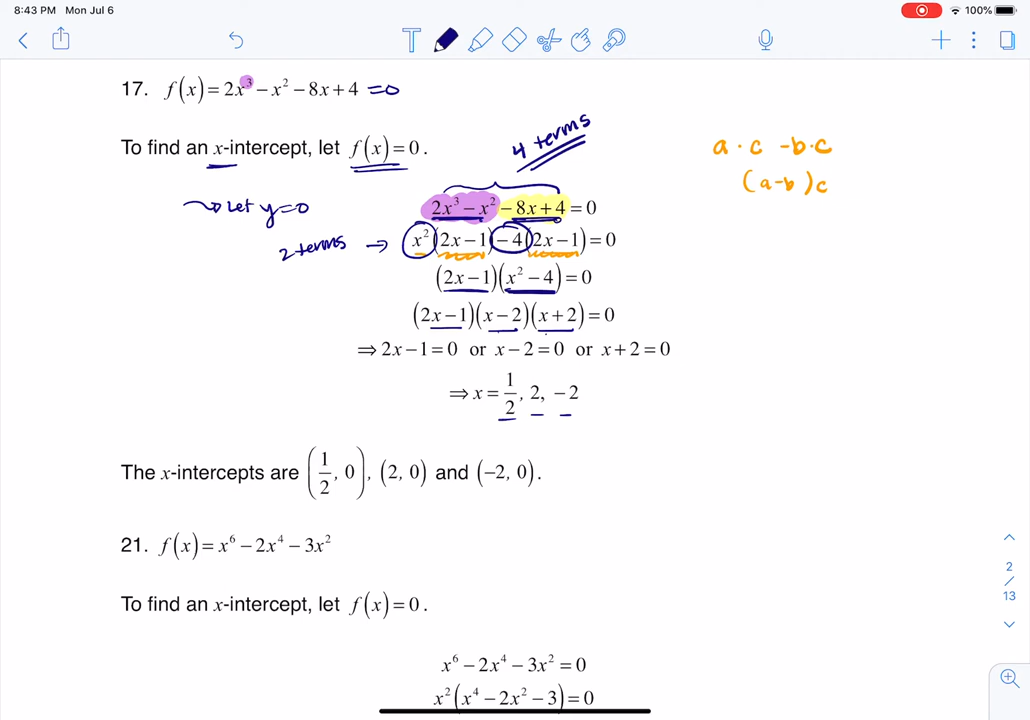 8:43 PM Mon Jul 6
100%
17. f(x) = 2x³ − x² − 8x + 4 = 0
To find an x-intercept, let f(x) = 0.
4 terms
a · c - b · c
(a-b)c
Let y=0
2x³ − x² − 8x + 4 = 0
2 terms → x²(2x − 1) − 4(2x − 1) = 0
(2x − 1)(x² − 4) = 0
(2x − 1)(x − 2)(x + 2) = 0
⇒ 2x − 1 = 0 or x − 2 = 0 or x + 2 = 0
⇒ x = 1/2, 2, −2
The x-intercepts are (1/2, 0), (2, 0) and (−2, 0).
21. f(x) = x⁶ − 2x⁴ − 3x²
To find an x-intercept, let f(x) = 0.
x⁶ − 2x⁴ − 3x² = 0
x²(x⁴ − 2x² − 3) = 0
2
/
13